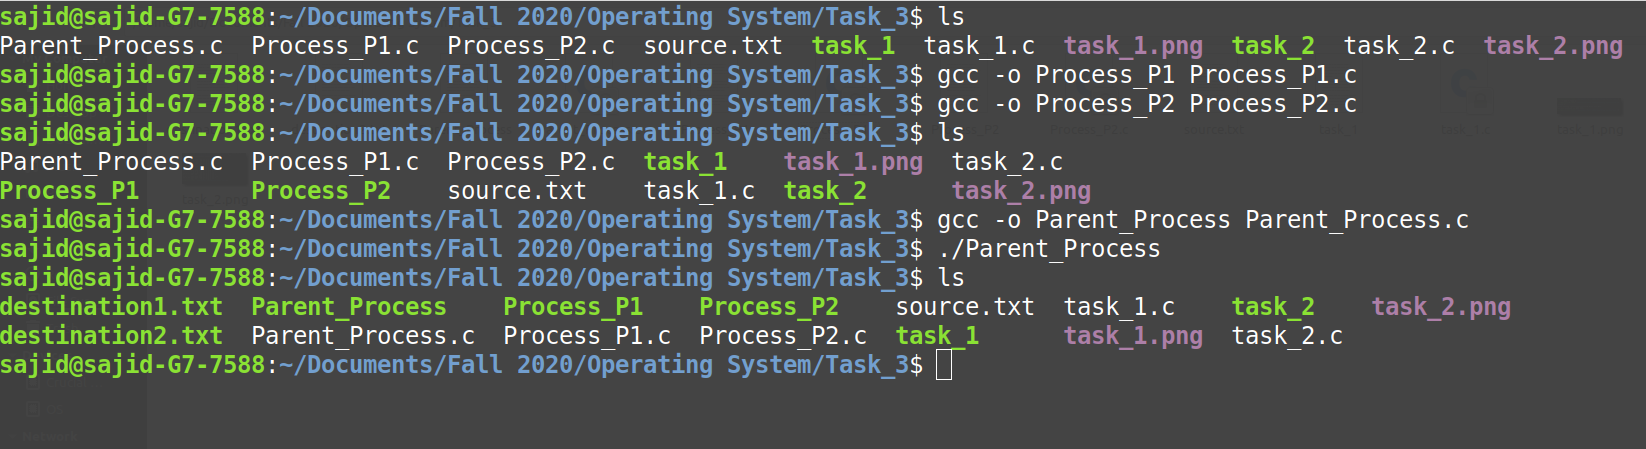 sajid@sajid-G7-7588:~/Documents/Fall 2020/Operating System/Task_3$ ls
Parent_Process.c  Process_P1.c  Process_P2.c  source.txt  task_1  task_1.c  task_1.png  task_2  task_2.c  task_2.png
sajid@sajid-G7-7588:~/Documents/Fall 2020/Operating System/Task_3$ gcc -o Process_P1 Process_P1.c
sajid@sajid-G7-7588:~/Documents/Fall 2020/Operating System/Task_3$ gcc -o Process_P2 Process_P2.c
sajid@sajid-G7-7588:~/Documents/Fall 2020/Operating System/Task_3$ ls
Parent_Process.c  Process_P1.c  Process_P2.c  task_1    task_1.png  task_2.c
Process_P1        Process_P2    source.txt    task_1.c  task_2      task_2.png
sajid@sajid-G7-7588:~/Documents/Fall 2020/Operating System/Task_3$ gcc -o Parent_Process Parent_Process.c
sajid@sajid-G7-7588:~/Documents/Fall 2020/Operating System/Task_3$ ./Parent_Process
sajid@sajid-G7-7588:~/Documents/Fall 2020/Operating System/Task_3$ ls
destination1.txt  Parent_Process    Process_P1    Process_P2    source.txt  task_1.c    task_2    task_2.png
destination2.txt  Parent_Process.c  Process_P1.c  Process_P2.c  task_1      task_1.png  task_2.c
sajid@sajid-G7-7588:~/Documents/Fall 2020/Operating System/Task_3$